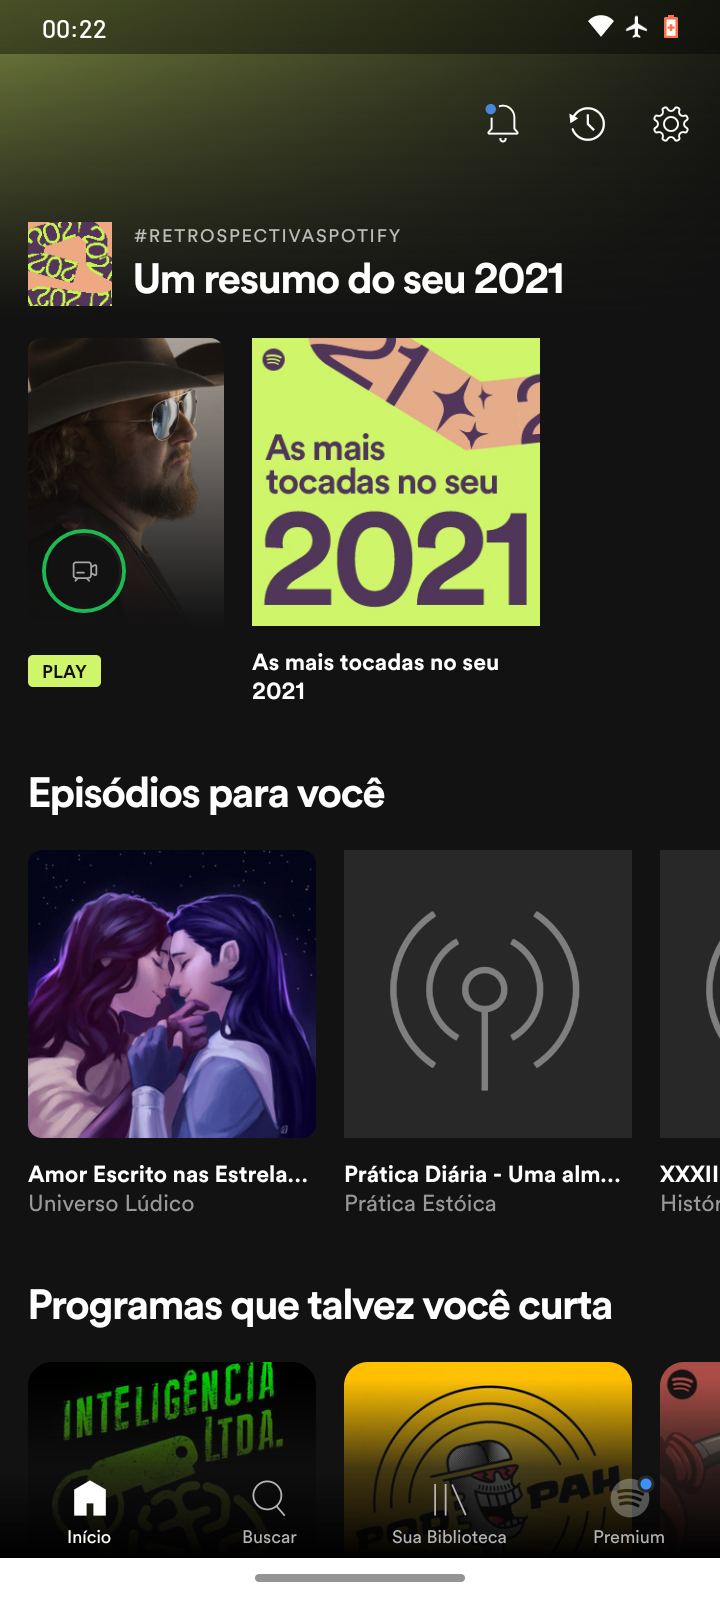 00:22
#RETROSPECTIVASPOTIFY
Um resumo do seu 2021
As mais
tocadas no seu
2021
PLAY
As mais tocadas no seu
2021
Episódios para você
Amor Escrito nas Estrela...
Universo Lúdico
Prática Diária - Uma alm...
Prática Estóica
XXXII
Históri
Programas que talvez você curta
INTELIGÊNCIA
LTDA.
PAH
Início
Buscar
Sua Biblioteca
Premium